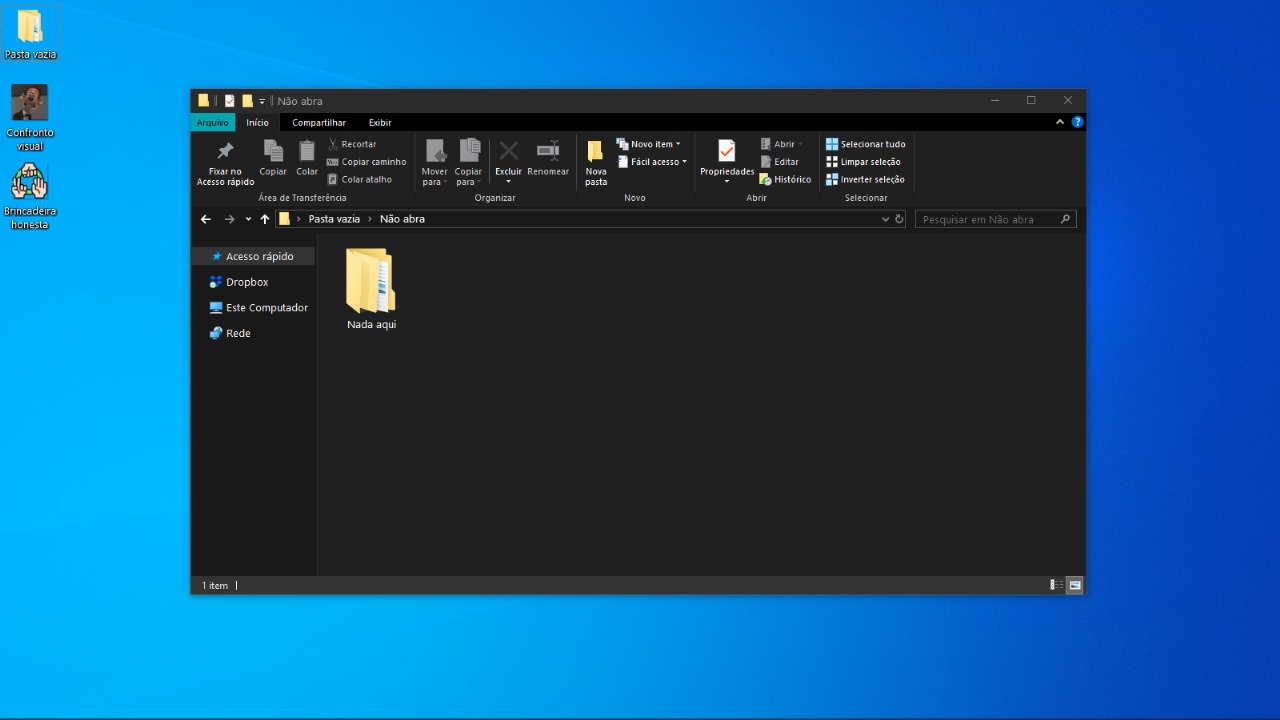 Pasta vazia
Confronto
visual
Brincadeira
honesta
Não abra
Arquivo Início Compartilhar Exibir
Fixar no
Acesso rápido
Copiar
Colar
Recortar
Copiar caminho
Colar atalho
Área de Transferência
Mover
para
Copiar
para
Excluir
Renomear
Organizar
Nova
pasta
Novo item
Fácil acesso
Novo
Propriedades
Abrir
Editar
Histórico
Abrir
Selecionar tudo
Limpar seleção
Inverter seleção
Selecionar
Pasta vazia › Não abra
Pesquisar em Não abra
Acesso rápido
Dropbox
Este Computador
Rede
Nada aqui
1 item